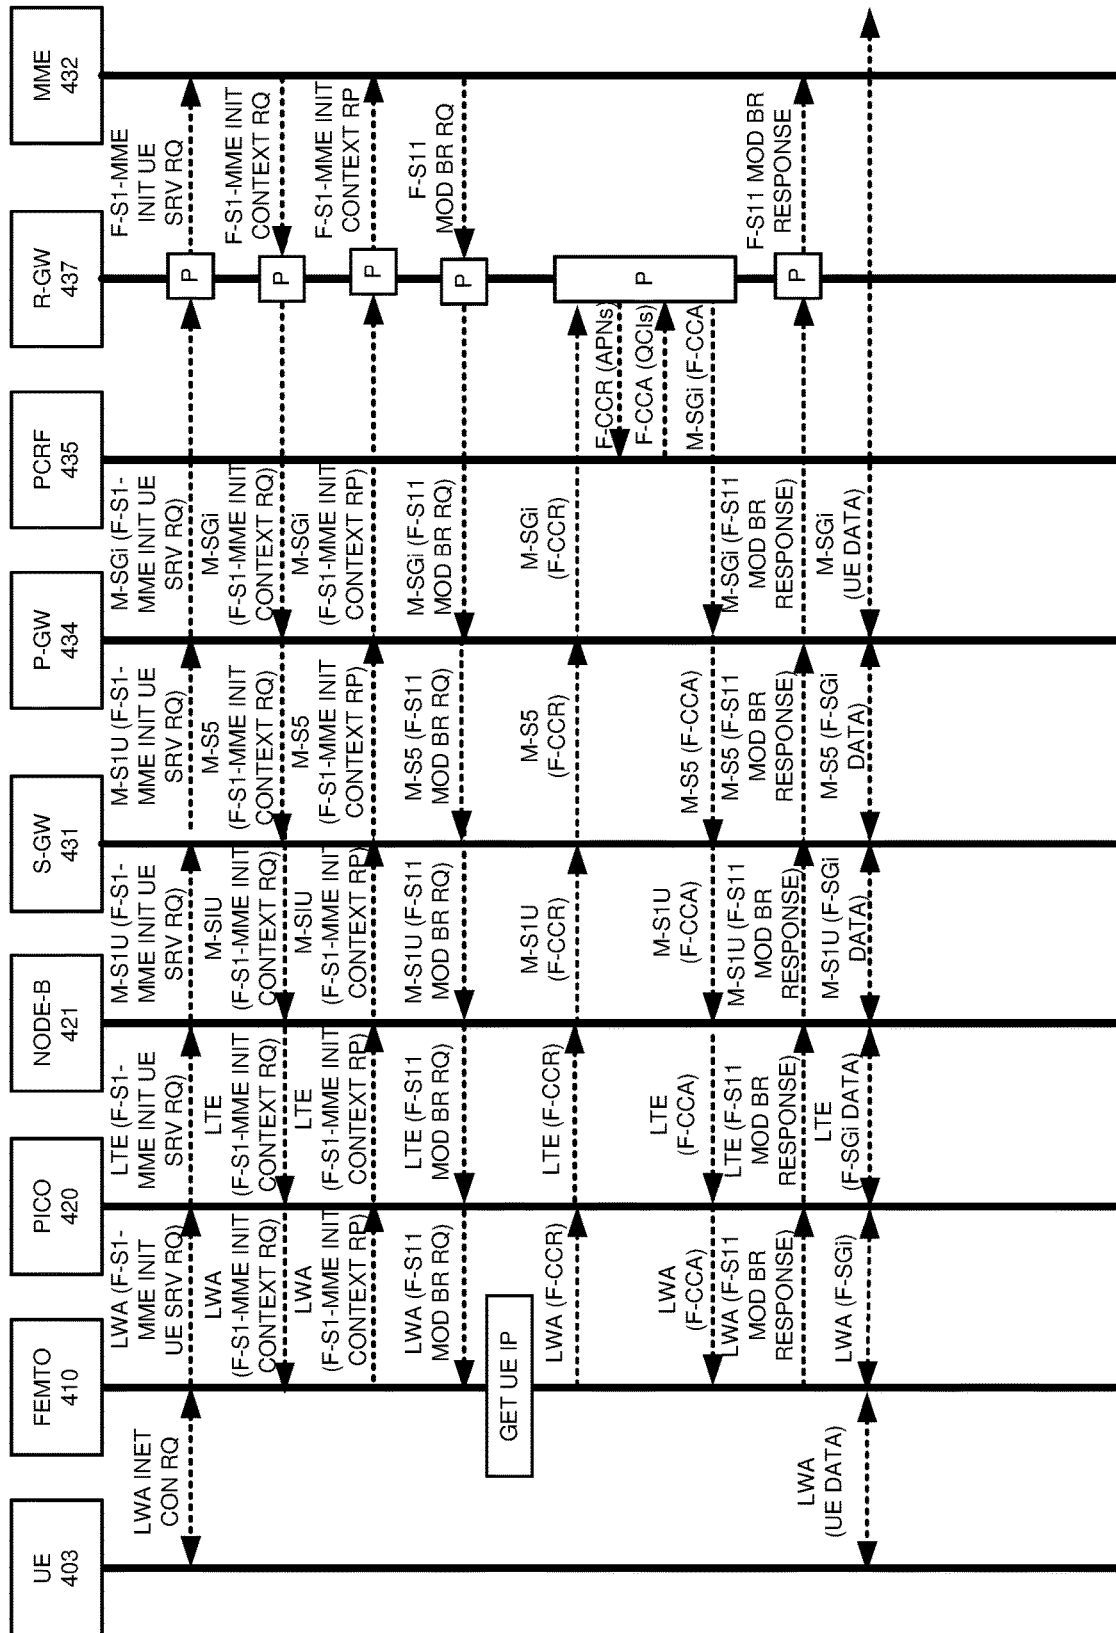 UE
403
FEMTO
410
PICO
420
NODE-B
421
S-GW
431
P-GW
434
PCRF
435
R-GW
437
MME
432
LWA INET
CON RQ
LWA (F-S1-
MME INIT
UE SRV RQ)
LTE (F-S1-
MME INIT UE
SRV RQ)
M-S1U (F-S1-
MME INIT UE
SRV RQ)
M-S1U (F-S1-
MME INIT UE
SRV RQ)
M-SGi (F-S1-
MME INIT UE
SRV RQ)
P
F-S1-MME
INIT UE
SRV RQ
LWA
(F-S1-MME INIT
CONTEXT RQ)
LTE
(F-S1-MME INIT
CONTEXT RQ)
M-SIU
(F-S1-MME INIT
CONTEXT RQ)
M-S5
(F-S1-MME INIT
CONTEXT RQ)
M-SGi
(F-S1-MME INIT
CONTEXT RQ)
P
F-S1-MME INIT
CONTEXT RQ
LWA
(F-S1-MME INIT
CONTEXT RP)
LTE
(F-S1-MME INIT
CONTEXT RP)
M-SIU
(F-S1-MME INIT
CONTEXT RP)
M-S5
(F-S1-MME INIT
CONTEXT RP)
M-SGi
(F-S1-MME INIT
CONTEXT RP)
P
F-S1-MME INIT
CONTEXT RP
LWA (F-S11
MOD BR RQ)
LTE (F-S11
MOD BR RQ)
M-S1U (F-S11
MOD BR RQ)
M-S5 (F-S11
MOD BR RQ)
M-SGi (F-S11
MOD BR RQ)
P
F-S11
MOD BR RQ
GET UE IP
LWA (F-CCR)
LTE (F-CCR)
M-S1U
(F-CCR)
M-S5
(F-CCR)
M-SGi
(F-CCR)
P
F-CCR (APNs)
F-CCA (QCIs)
M-SGi (F-CCA
LWA
(F-CCA)
LTE
(F-CCA)
M-S1U
(F-CCA)
M-S5 (F-CCA)
LWA (F-S11
MOD BR
RESPONSE)
LTE (F-S11
MOD BR
RESPONSE)
M-S1U (F-S11
MOD BR
RESPONSE)
M-S5 (F-S11
MOD BR
RESPONSE)
M-SGi (F-S11
MOD BR
RESPONSE)
P
F-S11 MOD BR
RESPONSE
LWA
(UE DATA)
LWA (F-SGi)
LTE
(F-SGi DATA)
M-S1U (F-SGi
DATA)
M-S5 (F-SGi
DATA)
M-SGi
(UE DATA)